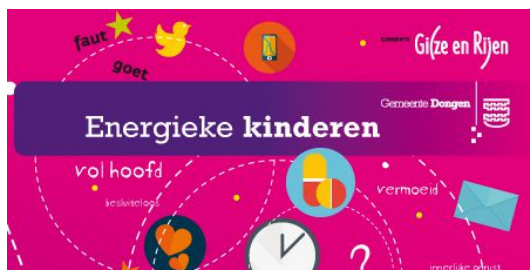 faut
goet
GEMEENTE Gilze en Rijen
Gemeente Dongen
Energieke kinderen
vol hoofd
besluiteloos
vermoeid
?
innerlijke onrust